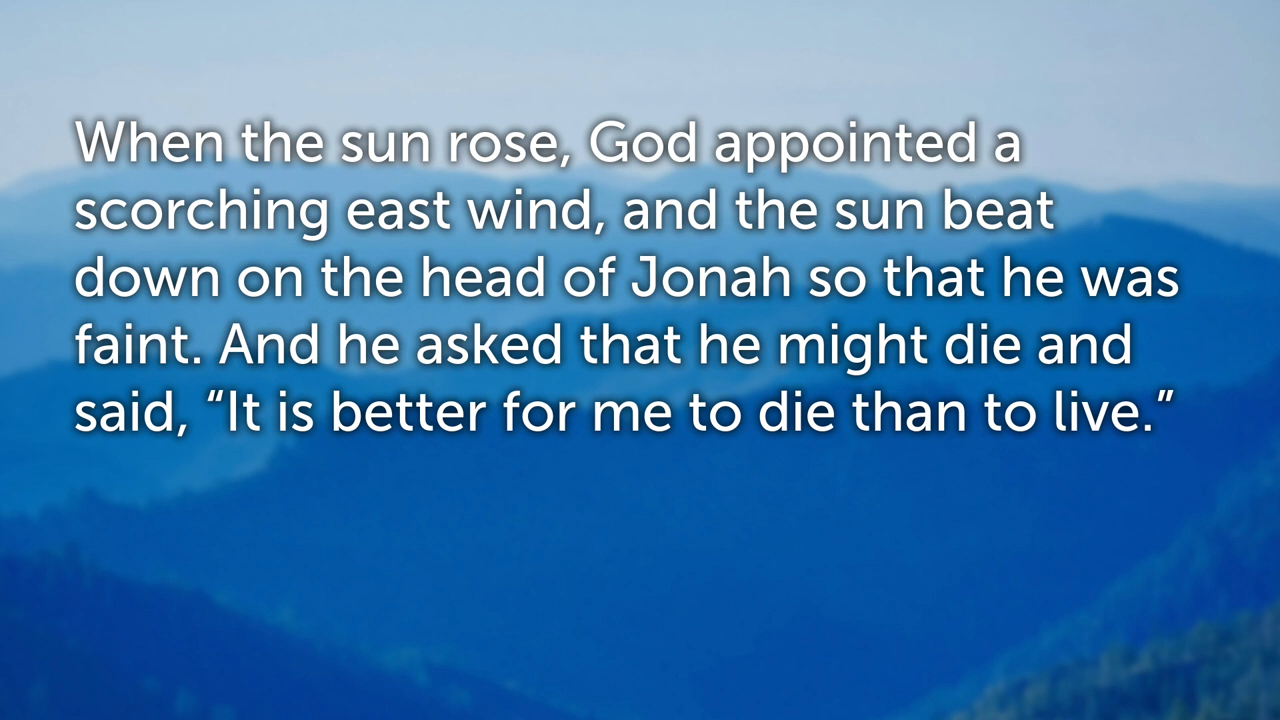 When the sun rose, God appointed a
scorching east wind, and the sun beat
down on the head of Jonah so that he was
faint. And he asked that he might die and
said, “It is better for me to die than to live.”